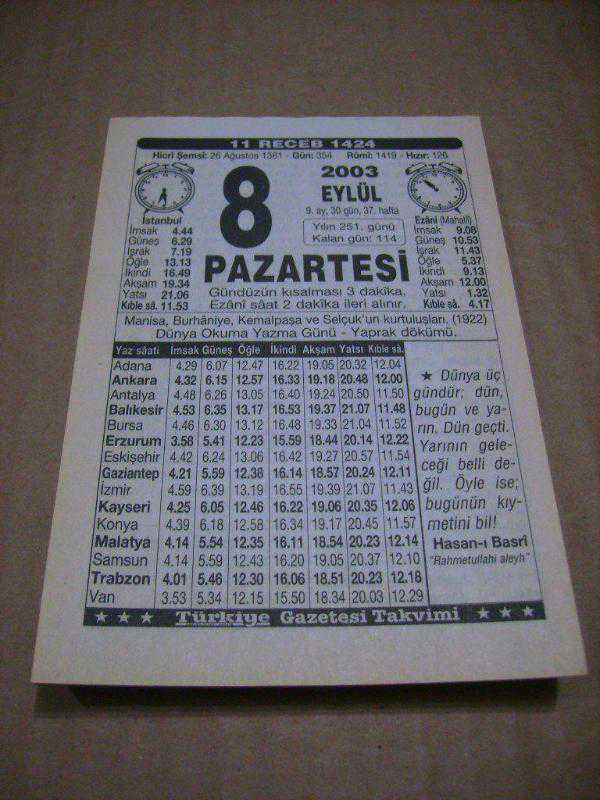 11 RECEB 1424
Hicri Şemsî: 26 Ağustos 1381 - Gün: 354 Rûmi: 1419 - Hızır: 126
8
2003
EYLÜL
9. ay, 30 gün, 37. hafta
Yılın 251. günü
Kalan gün: 114
PAZARTESİ
Gündüzün kısalması 3 dakika.
Ezânî sâat 2 dakika ileri alınır.
İstanbul
İmsak 4.44
Güneş 6.29
İşrak 7.19
Öğle 13.13
İkindi 16.49
Akşam 19.34
Yatsı 21.06
Kıble sâ. 11.53
Ezânî (Mahallî)
İmsak 9.08
Güneş 10.53
İşrak 11.43
Öğle 5.37
İkindi 9.13
Akşam 12.00
Yatsı 1.32
Kıble sâ. 4.17
Manisa, Burhâniye, Kemalpaşa ve Selçuk'un kurtuluşları. (1922)
Dünya Okuma Yazma Günü - Yaprak dökümü.
Yaz sâati İmsak Güneş Öğle İkindi Akşam Yatsı Kıble sâ.
Adana 4.29 6.07 12.47 16.22 19.05 20.32 12.04
Ankara 4.32 6.15 12.57 16.33 19.18 20.48 12.00
Antalya 4.48 6.26 13.05 16.40 19.24 20.50 11.50
Balıkesir 4.53 6.35 13.17 16.53 19.37 21.07 11.48
Bursa 4.46 6.30 13.12 16.48 19.33 21.04 11.52
Erzurum 3.58 5.41 12.23 15.59 18.44 20.14 12.22
Eskişehir 4.42 6.24 13.06 16.42 19.27 20.57 11.54
Gaziantep 4.21 5.59 12.38 16.14 18.57 20.24 12.11
İzmir 4.59 6.39 13.19 16.55 19.39 21.07 11.43
Kayseri 4.25 6.05 12.46 16.22 19.06 20.35 12.06
Konya 4.39 6.18 12.58 16.34 19.17 20.45 11.57
Malatya 4.14 5.54 12.35 16.11 18.54 20.23 12.14
Samsun 4.14 5.59 12.43 16.20 19.05 20.37 12.10
Trabzon 4.01 5.46 12.30 16.06 18.51 20.23 12.18
Van 3.53 5.34 12.15 15.50 18.34 20.03 12.29
★ Dünya üç
gündür; dün,
bugün ve ya-
rın. Dün geçti.
Yarının gele-
ceği belli de-
ğil. Öyle ise;
bugünün kıy-
metini bil!
Hasan-ı Basrî
"Rahmetullahi aleyh"
★ ★ ★ Türkiye Gazetesi Takvimi ★ ★ ★